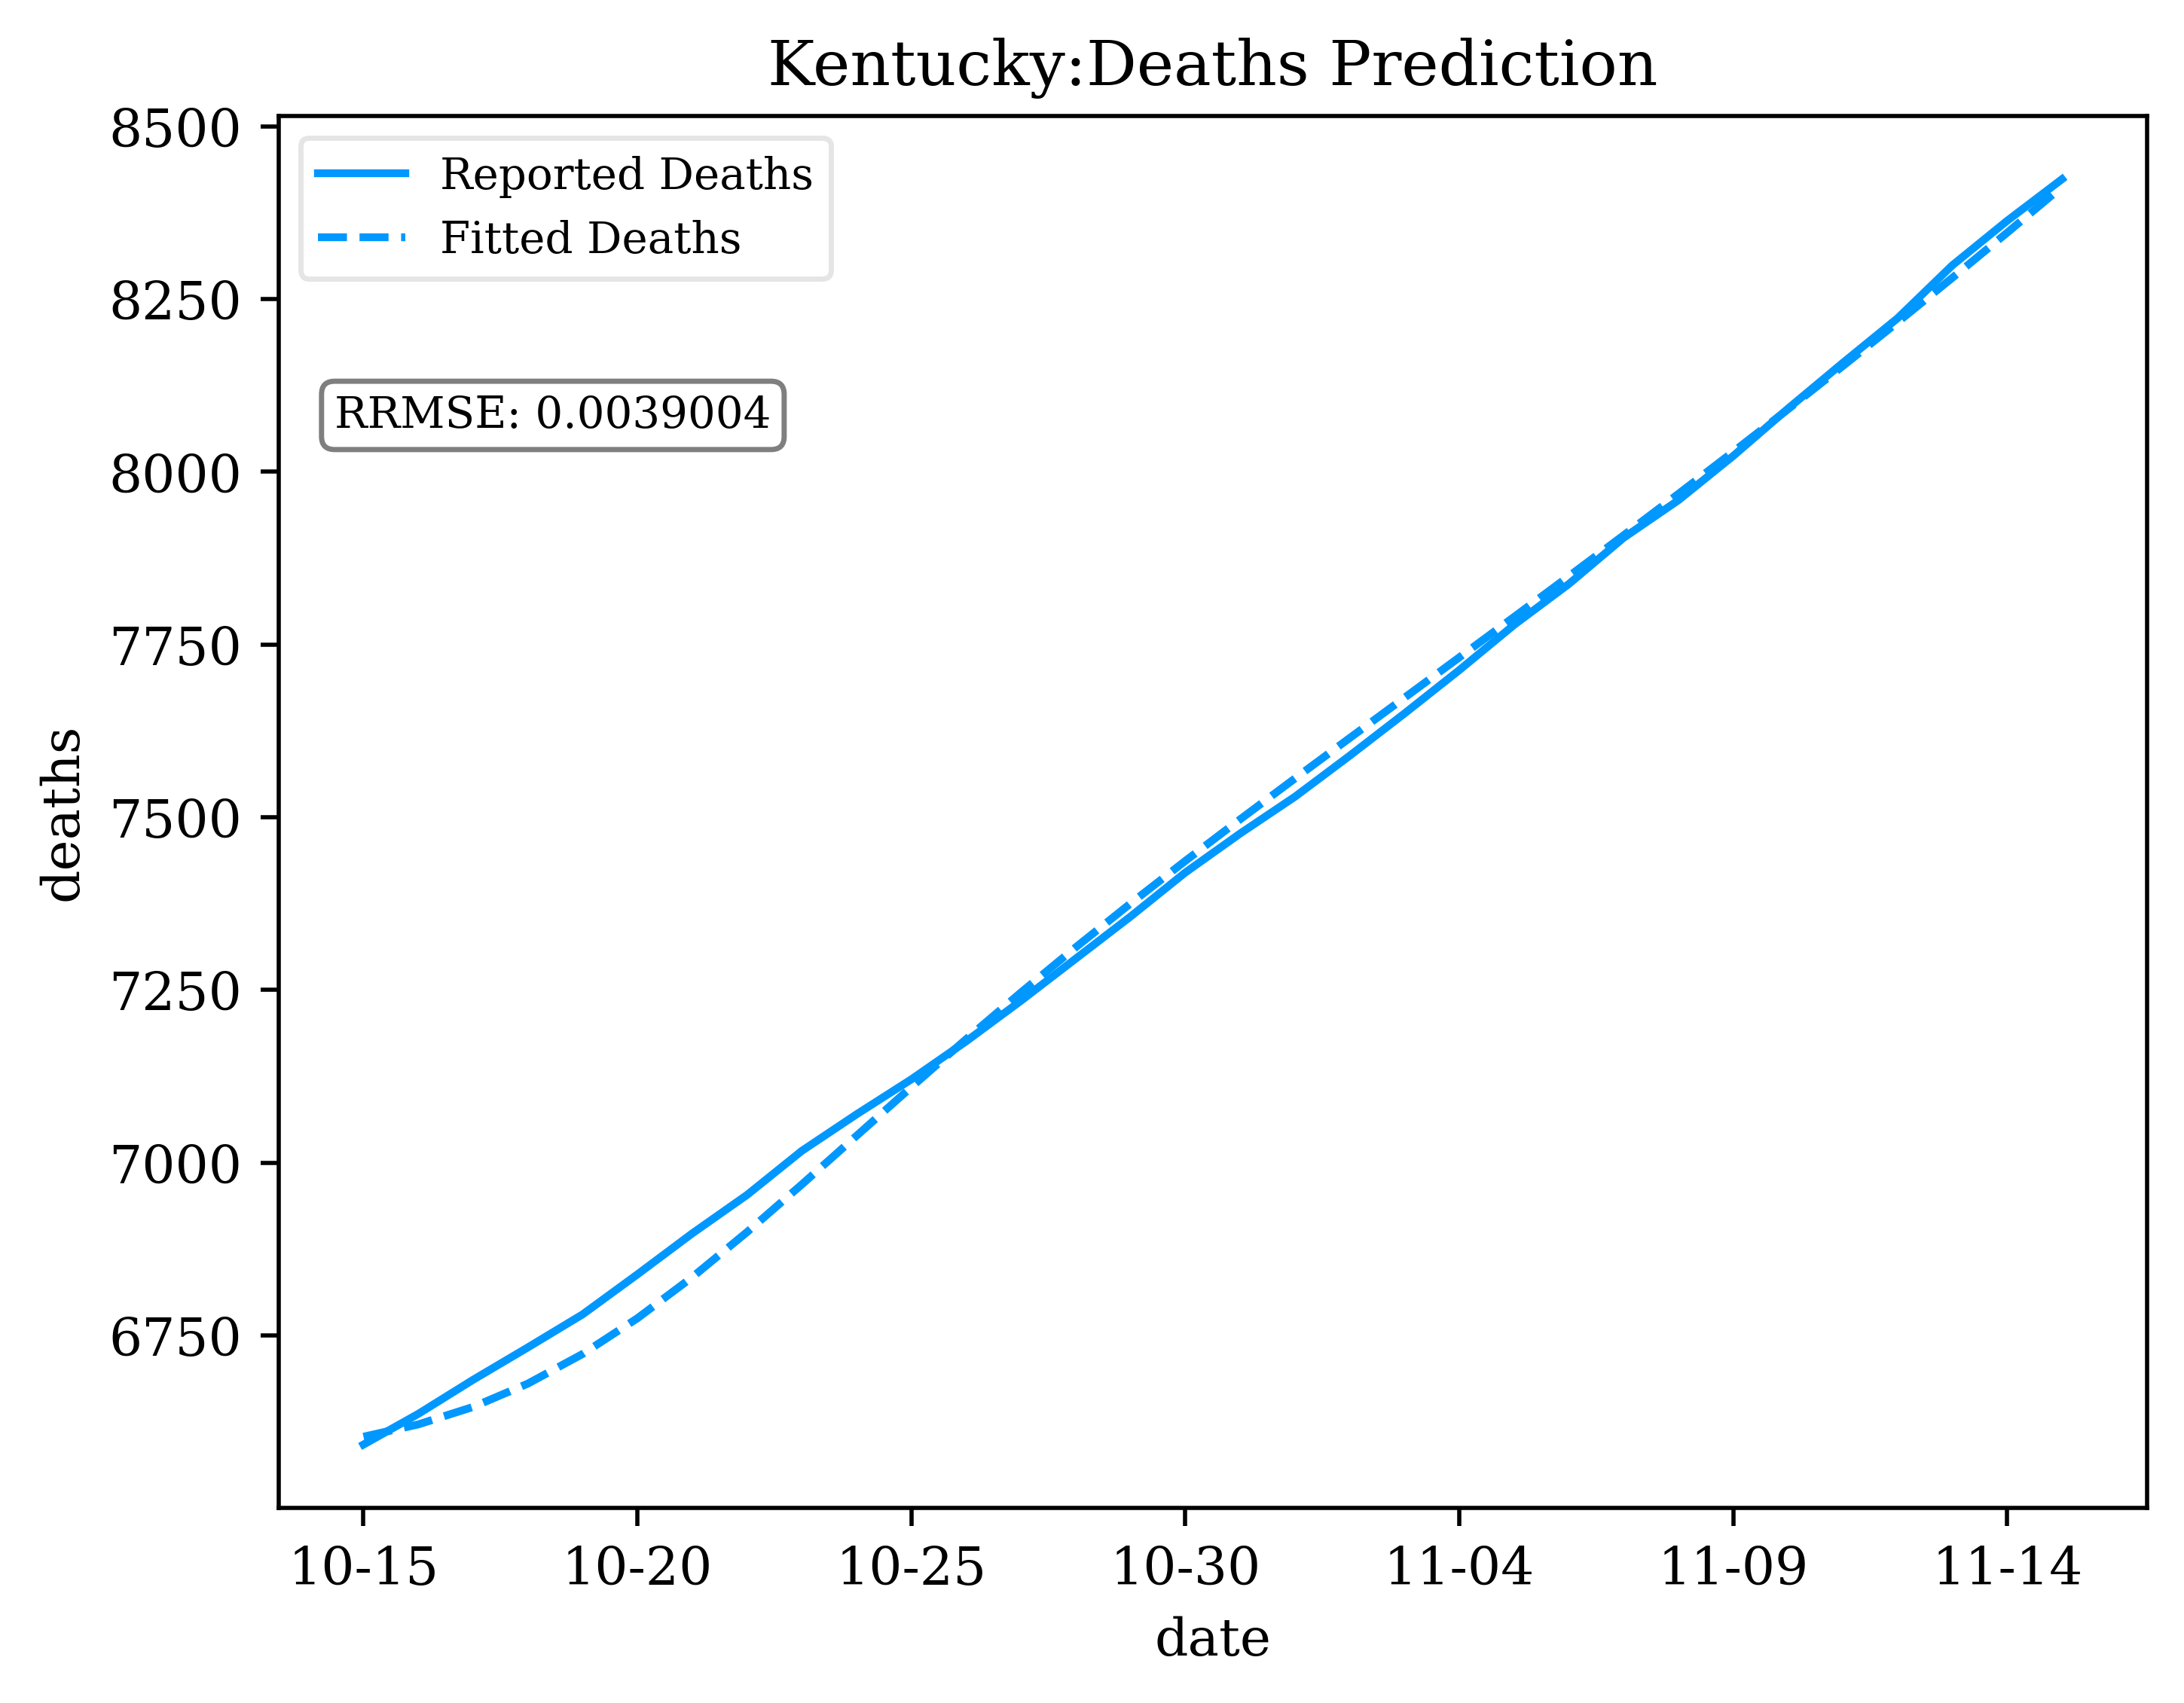 Kentucky:Deaths Prediction
8500
8250
8000
7750
7500
7250
7000
6750
deaths
Reported Deaths
Fitted Deaths
RRMSE: 0.0039004
10-15 10-20 10-25 10-30 11-04 11-09 11-14
date